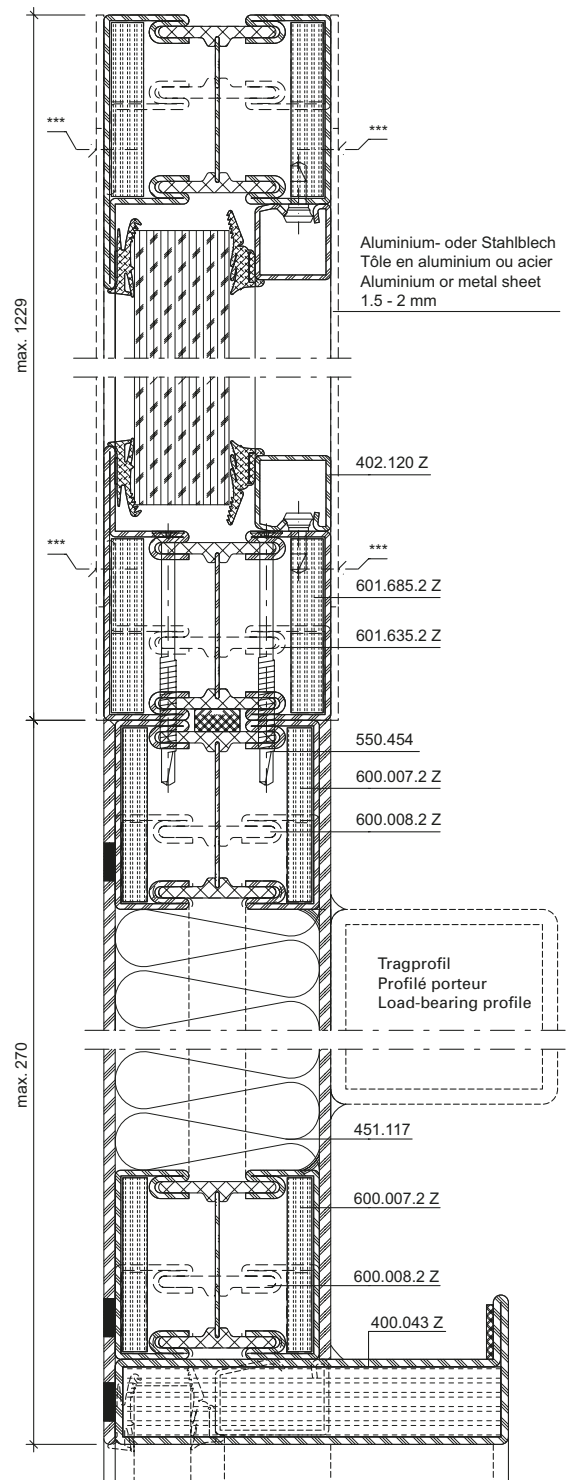 ***
***
Aluminium- oder Stahlblech
Tôle en aluminium ou acier
Aluminium or metal sheet
1.5 - 2 mm
max. 1229
402.120 Z
***
***
601.685.2 Z
601.635.2 Z
550.454
600.007.2 Z
600.008.2 Z
Tragprofil
Profilé porteur
Load-bearing profile
max. 270
451.117
600.007.2 Z
600.008.2 Z
400.043 Z